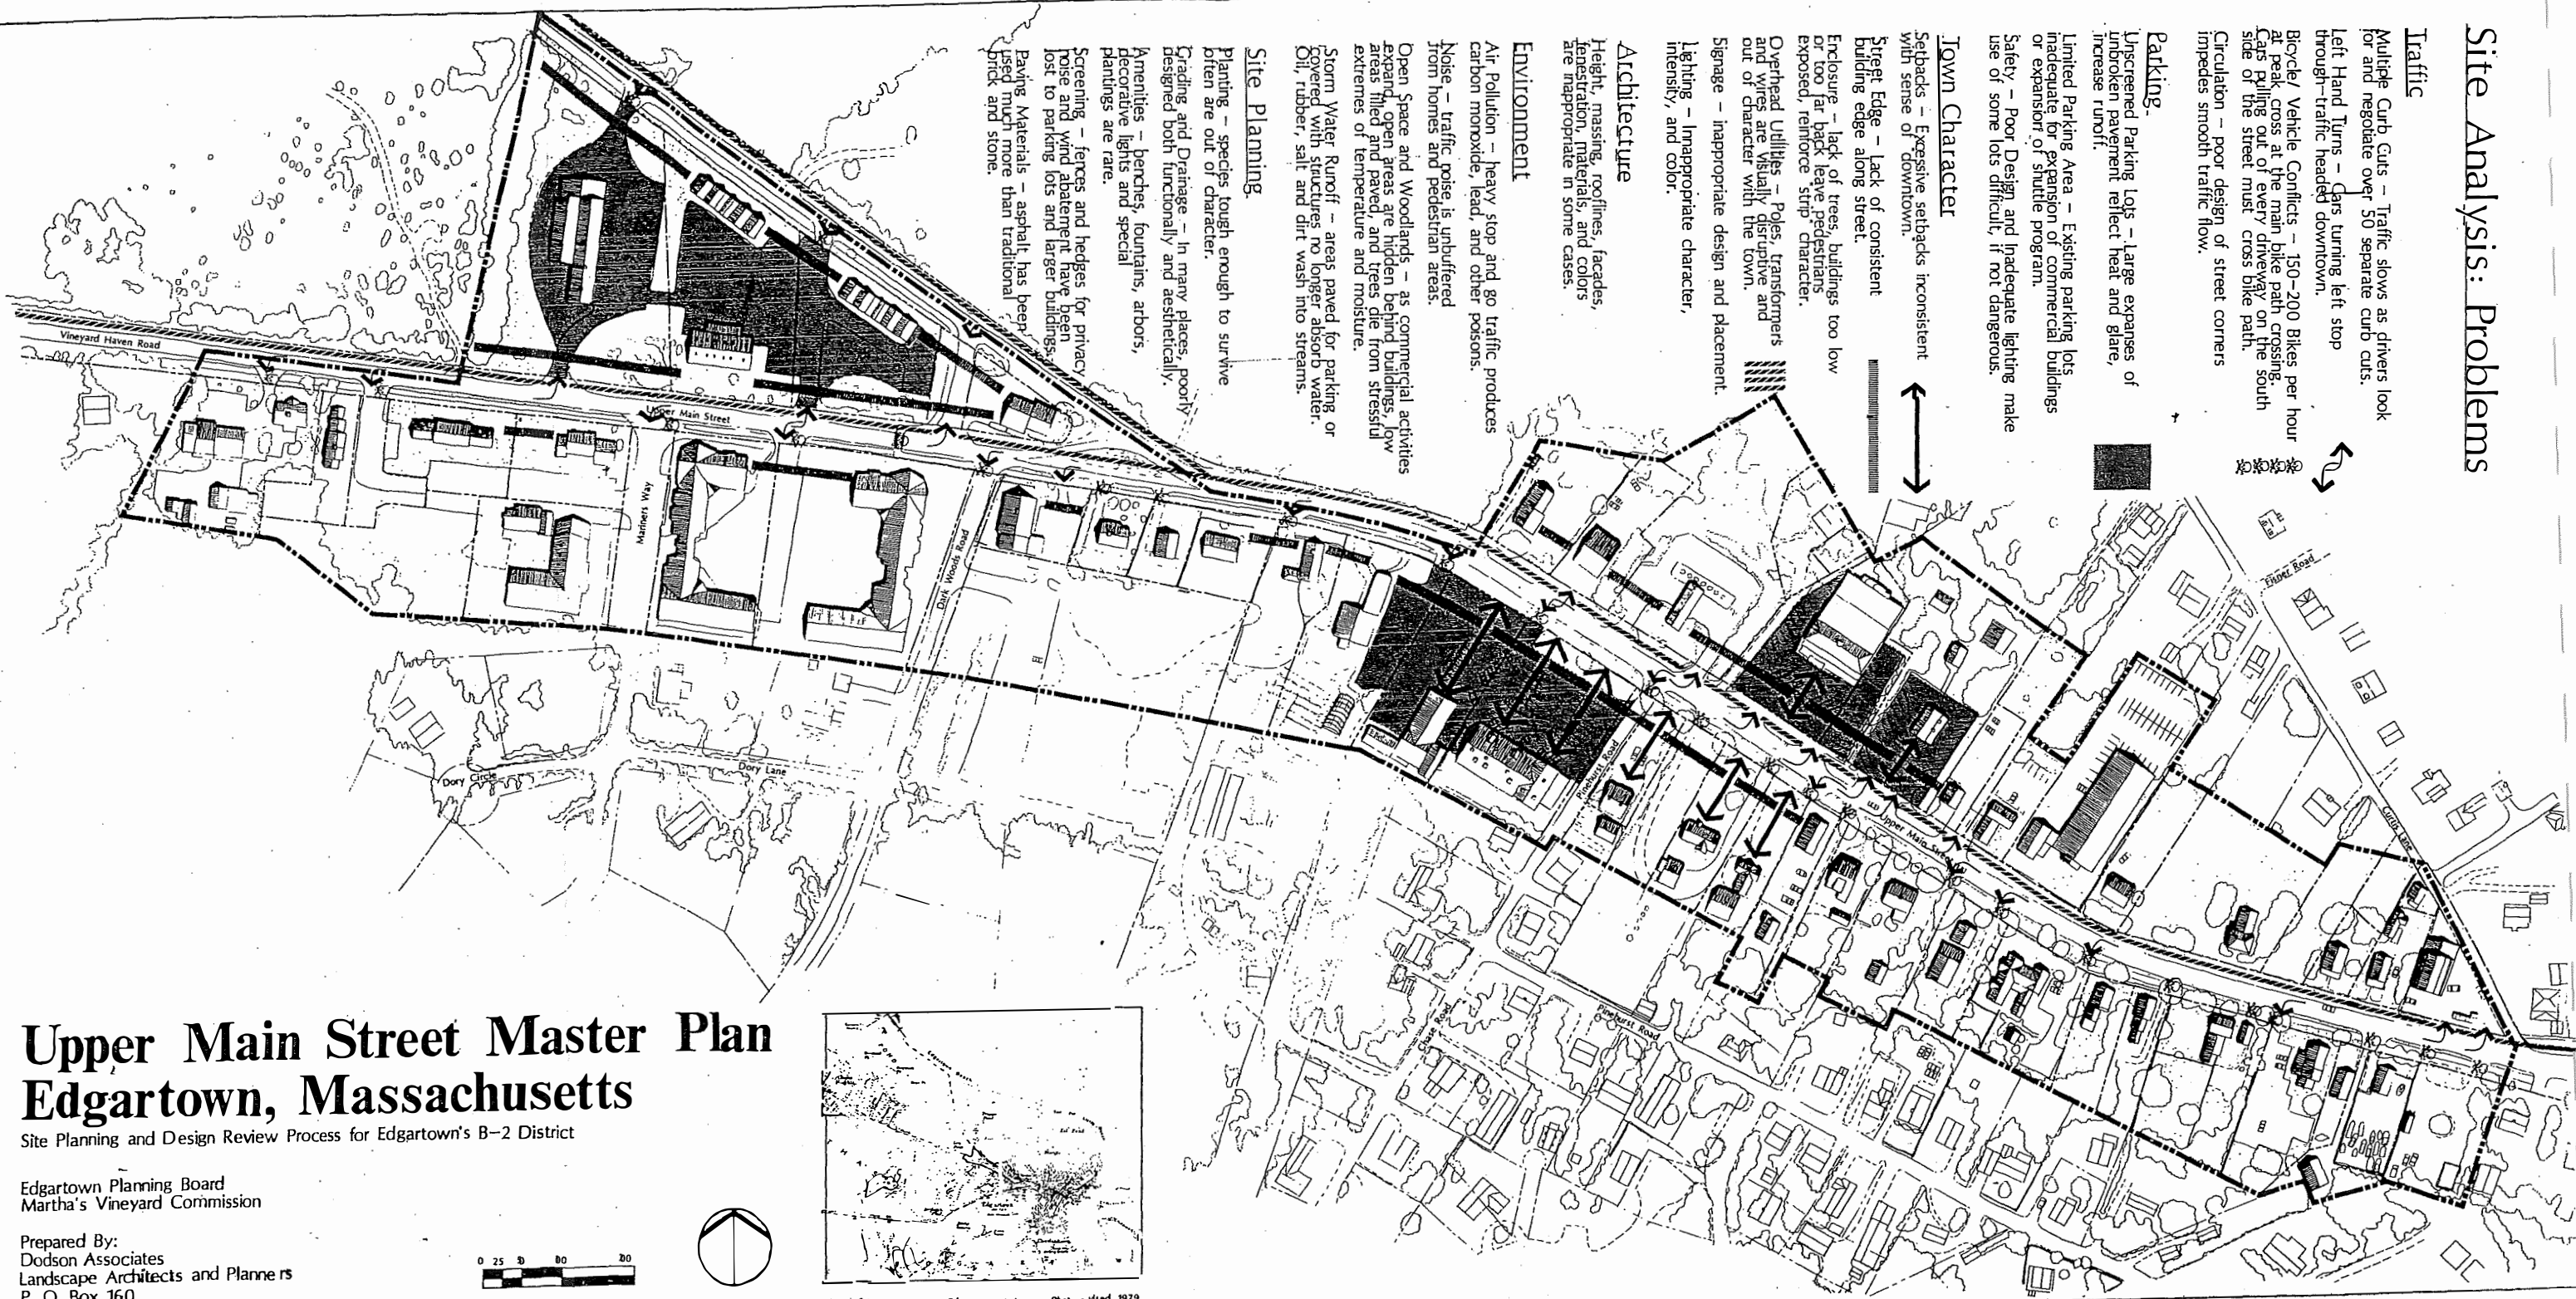 Site Analysis: Problems
Traffic
Multiple Curb Cuts – Traffic slows as drivers look
for and negotiate over 50 separate curb cuts.
Left Hand Turns – Cars turning left stop
through-traffic headed downtown.
Bicycle/ Vehicle Conflicts – 150-200 Bikes per hour
at peak cross at the main bike path crossing.
Cars pulling out of every driveway on the south
side of the street must cross bike path.
Circulation – poor design of street corners
impedes smooth traffic flow.
Parking
Unscreened Parking Lots – Large expanses of
unbroken pavement reflect heat and glare,
increase runoff.
Limited Parking Area – Existing parking lots
inadequate for expansion of commercial buildings
or expansion of shuttle program.
Safety – Poor Design and Inadequate lighting make
use of some lots difficult, if not dangerous.
Town Character
Setbacks – Excessive setbacks inconsistent
with sense of downtown.
Street Edge – Lack of consistent
building edge along street.
Enclosure – lack of trees, buildings too low
or too far back leave pedestrians
exposed, reinforce strip character.
Overhead Utilities – Poles, transformers
and wires are visually disruptive and
out of character with the town.
Signage – inappropriate design and placement.
Lighting – Innappropriate character,
intensity, and color.
Architecture
Height, massing, rooflines, facades,
fenestration, materials, and colors
are inappropriate in some cases.
Environment
Air Pollution – heavy stop and go traffic produces
carbon monoxide, lead, and other poisons.
Noise – traffic noise is unbuffered
from homes and pedestrian areas.
Open Space and Woodlands – as commercial activities
expand, open areas are hidden behind buildings, low
areas filled and paved, and trees die from stressful
extremes of temperature and moisture.
Storm Water Runoff – areas paved for parking or
covered with structures no longer absorb water.
Oil, rubber, salt and dirt wash into streams.
Site Planning
Planting – species tough enough to survive
often are out of character.
Grading and Drainage – In many places, poorly
designed both functionally and aesthetically.
Amenities – benches, fountains, arbors,
decorative lights and special
plantings are rare.
Screening – fences and hedges for privacy
noise and wind abatement have been
lost to parking lots and larger buildings.
Paving Materials – asphalt has been
used much more than traditional
brick and stone.
Vineyard Haven Road
Upper Main Street
Mariners Way
Dark Woods Road
Dory Circle
Dory Lane
Pinehurst Road
Upper Main Street
Pinehurst Road
Chase Road
Fisher Road
Curtis Lane
Upper Main Street Master Plan
Edgartown, Massachusetts
Site Planning and Design Review Process for Edgartown's B-2 District
Edgartown Planning Board
Martha's Vineyard Commission
Prepared By:
Dodson Associates
Landscape Architects and Planners
P. O. Box 160
0 25
1979